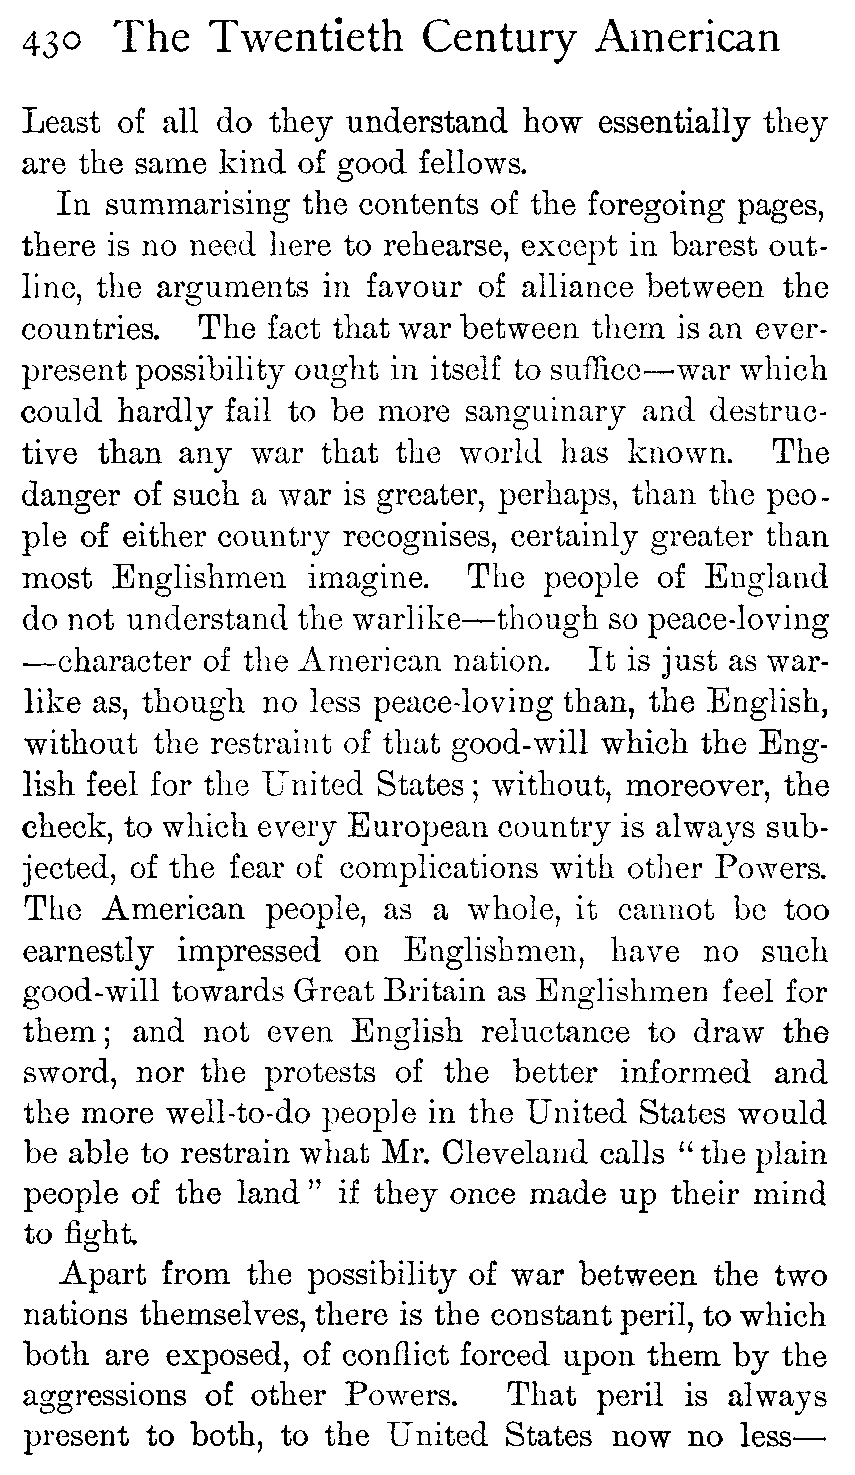 430 The Twentieth Century American
Least of all do they understand how essentially they
are the same kind of good fellows.
In summarising the contents of the foregoing pages,
there is no need here to rehearse, except in barest out-
line, the arguments in favour of alliance between the
countries. The fact that war between them is an ever-
present possibility ought in itself to suffice—war which
could hardly fail to be more sanguinary and destruc-
tive than any war that the world has known. The
danger of such a war is greater, perhaps, than the peo-
ple of either country recognises, certainly greater than
most Englishmen imagine. The people of England
do not understand the warlike—though so peace-loving
—character of the American nation. It is just as war-
like as, though no less peace-loving than, the English,
without the restraint of that good-will which the Eng-
lish feel for the United States; without, moreover, the
check, to which every European country is always sub-
jected, of the fear of complications with other Powers.
The American people, as a whole, it cannot be too
earnestly impressed on Englishmen, have no such
good-will towards Great Britain as Englishmen feel for
them; and not even English reluctance to draw the
sword, nor the protests of the better informed and
the more well-to-do people in the United States would
be able to restrain what Mr. Cleveland calls "the plain
people of the land" if they once made up their mind
to fight.
Apart from the possibility of war between the two
nations themselves, there is the constant peril, to which
both are exposed, of conflict forced upon them by the
aggressions of other Powers. That peril is always
present to both, to the United States now no less—